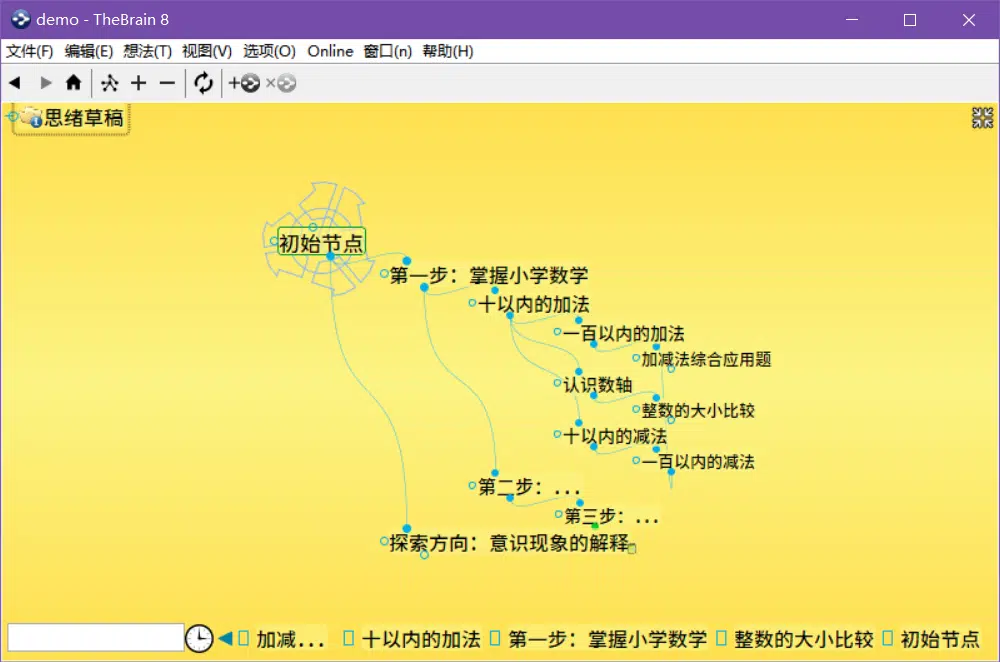 demo - TheBrain 8
文件(F) 编辑(E) 想法(T) 视图(V) 选项(O) Online 窗口(n) 帮助(H)
思绪草稿
初始节点
第一步：掌握小学数学
十以内的加法
一百以内的加法
加减法综合应用题
认识数轴
整数的大小比较
十以内的减法
一百以内的减法
第二步：...
第三步：...
探索方向：意识现象的解释
加减... 十以内的加法 第一步：掌握小学数学 整数的大小比较 初始节点